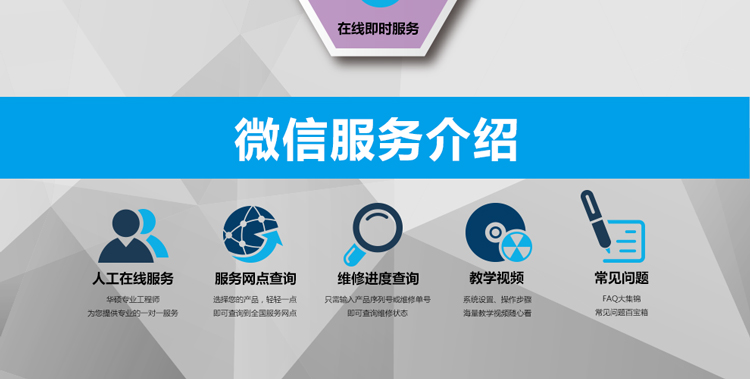 在线即时服务
微信服务介绍
人工在线服务
华硕专业工程师
为您提供专业的一对一服务
服务网点查询
选择您的产品，轻轻一点
即可查询到全国服务网点
维修进度查询
只需输入产品序列号或维修单号
即可查询维修状态
教学视频
系统设置、操作步骤
海量教学视频随心看
常见问题
FAQ大集锦
常见问题百宝箱